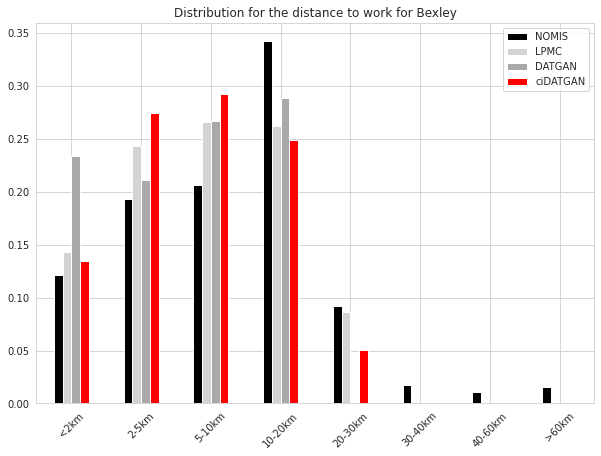 Distribution for the distance to work for Bexley
NOMIS
LPMC
DATGAN
ciDATGAN
0.35
0.30
0.25
0.20
0.15
0.10
0.05
0.00
<2km
2-5km
5-10km
10-20km
20-30km
30-40km
40-60km
>60km